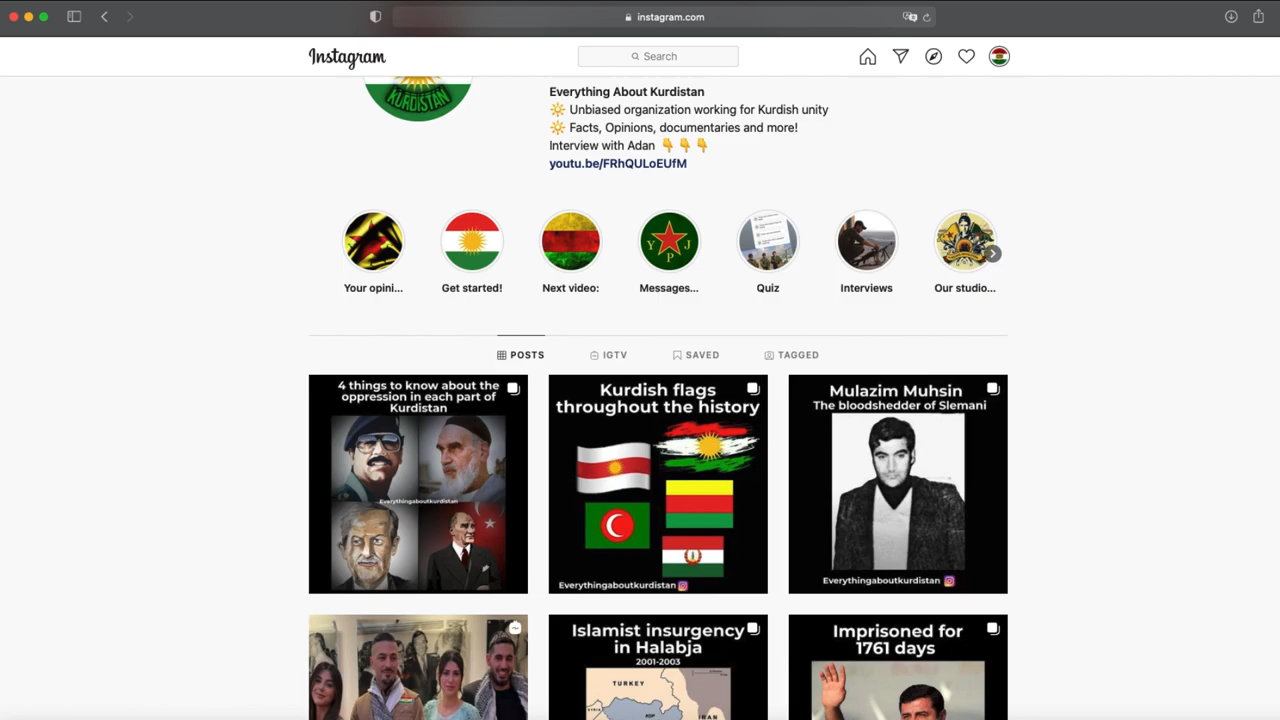 instagram.com
Instagram
Search
KURDISTAN
Everything About Kurdistan
Unbiased organization working for Kurdish unity
Facts, Opinions, documentaries and more!
Interview with Adan
youtu.be/FRhQULoEUfM
Your opini...
Get started!
Next video:
Y P J
Messages...
Quiz
Interviews
Our studio...
POSTS
IGTV
SAVED
TAGGED
4 things to know about the
oppression in each part of
Kurdistan
Everythingaboutkurdistan
Kurdish flags
throughout the history
Everythingaboutkurdistan
Mulazim Muhsin
The bloodshedder of Slemani
Everythingaboutkurdistan
Islamist insurgency
in Halabja
2001-2003
TURKEY
SYRIA
KDP
IRAN
Imprisoned for
1761 days